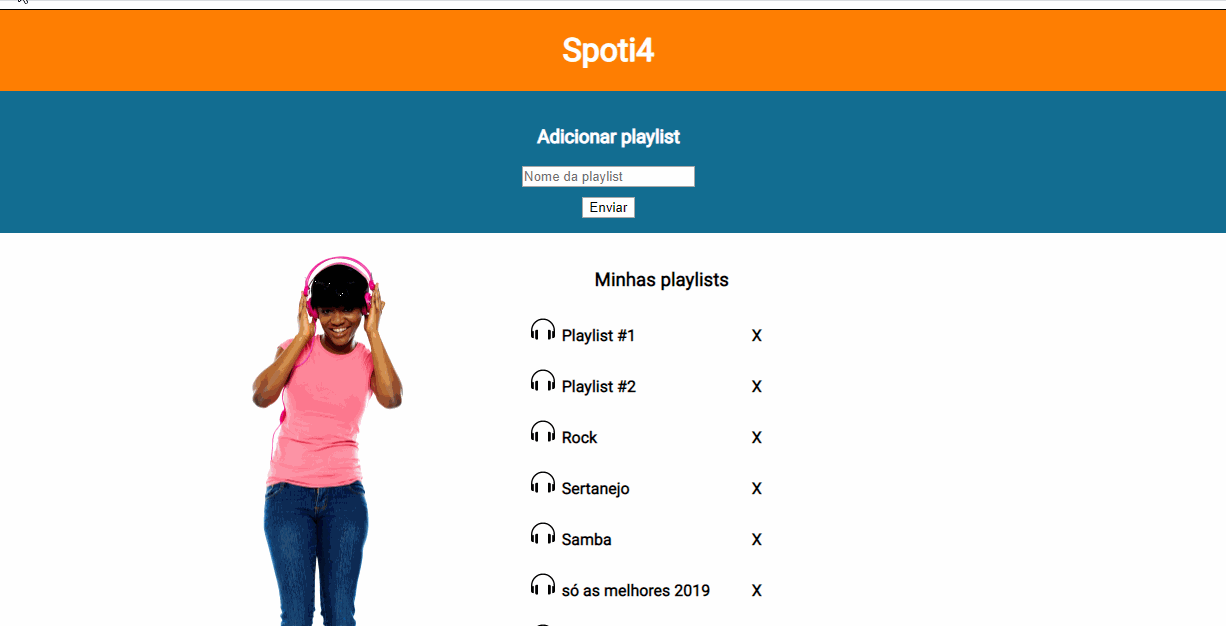 Spoti4
Adicionar playlist
Nome da playlist
Enviar
Minhas playlists
Playlist #1 X
Playlist #2 X
Rock X
Sertanejo X
Samba X
só as melhores 2019 X